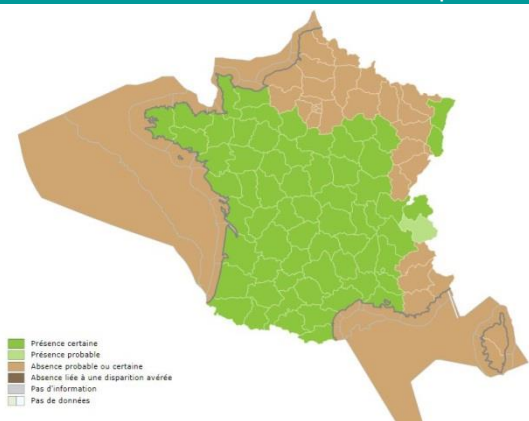 Présence certaine
Présence probable
Absence probable ou certaine
Absence liée à une disparition avérée
Pas d'information
Pas de données